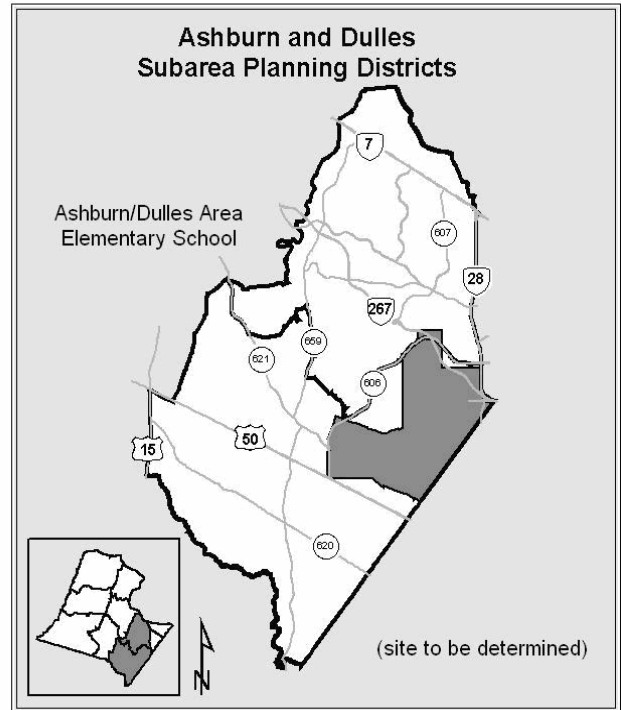 Ashburn and Dulles
Subarea Planning Districts
7
Ashburn/Dulles Area
Elementary School
607
28
267
659
621
606
50
15
620
(site to be determined)
N